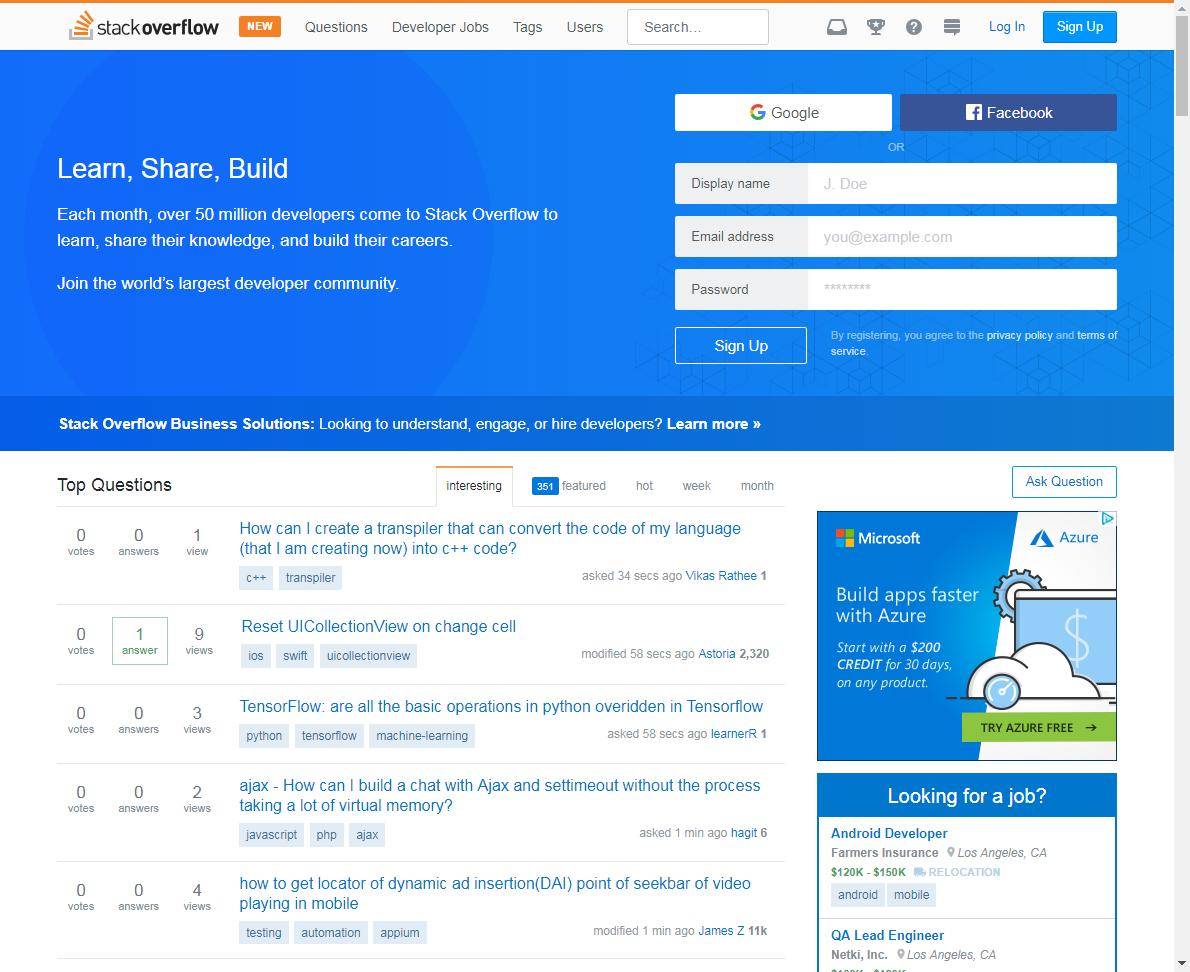 stackoverflow NEW Questions Developer Jobs Tags Users Search... Log In Sign Up
Google Facebook
OR
Learn, Share, Build
Each month, over 50 million developers come to Stack Overflow to
learn, share their knowledge, and build their careers.
Join the world's largest developer community.
Display name J. Doe
Email address you@example.com
Password ********
Sign Up
By registering, you agree to the privacy policy and terms of
service.
Stack Overflow Business Solutions: Looking to understand, engage, or hire developers? Learn more »
Top Questions
interesting 351 featured hot week month
0 votes 0 answers 1 view
How can I create a transpiler that can convert the code of my language
(that I am creating now) into c++ code?
c++ transpiler
asked 34 secs ago Vikas Rathee 1
0 votes 1 answer 9 views
Reset UICollectionView on change cell
ios swift uicollectionview
modified 58 secs ago Astoria 2,320
0 votes 0 answers 3 views
TensorFlow: are all the basic operations in python overidden in Tensorflow
python tensorflow machine-learning
asked 58 secs ago learnerR 1
0 votes 0 answers 2 views
ajax - How can I build a chat with Ajax and settimeout without the process
taking a lot of virtual memory?
javascript php ajax
asked 1 min ago hagit 6
0 votes 0 answers 4 views
how to get locator of dynamic ad insertion(DAI) point of seekbar of video
playing in mobile
testing automation appium
modified 1 min ago James Z 11k
Ask Question
Microsoft Azure
Build apps faster
with Azure
Start with a $200
CREDIT for 30 days,
on any product.
TRY AZURE FREE →
Looking for a job?
Android Developer
Farmers Insurance Los Angeles, CA
$120K - $150K RELOCATION
android mobile
QA Lead Engineer
Netki, Inc. Los Angeles, CA